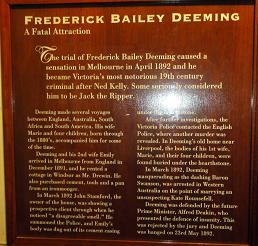 FREDERICK BAILEY DEEMING
A Fatal Attraction
The trial of Frederick Bailey Deeming caused a
sensation in Melbourne in April 1892 and he
became Victoria's most notorious 19th century
criminal after Ned Kelly. Some seriously considered
him to be Jack the Ripper.
Deeming made several voyages
between England, Australia, South
Africa and South America. His wife
Marie and four children, born through
the 1880's, accompanied him for some
of the time.
Deeming and his 2nd wife Emily
arrived in Melbourne from England in
December 1891, and he rented a
cottage in Windsor as Mr. Drewin. He
also purchased cement, tools and a pan
from an ironmonger.
In March 1892 John Stamford, the
owner of the house, was showing a
prospective client through when he
noticed "a disagreeable smell." He
summoned the Police, and Emily's
body was dug out of its cement casing
under
After further investigations, the
Victoria Police contacted the English
Police, where another murder was
revealed. In Deeming's old home near
Liverpool, the bodies of his 1st wife,
Marie, and their four children, were
found buried under the hearthstone.
In March 1892, Deeming
masquerading as the dashing Baron
Swanson, was arrested in Western
Australia on the point of marrying an
unsuspecting Kate Rounsefell.
Deeming was defended by the future
Prime Minister, Alfred Deakin, who
presented the defence of insanity. This
was rejected by the jury and Deeming
was hanged on 23rd May 1892.